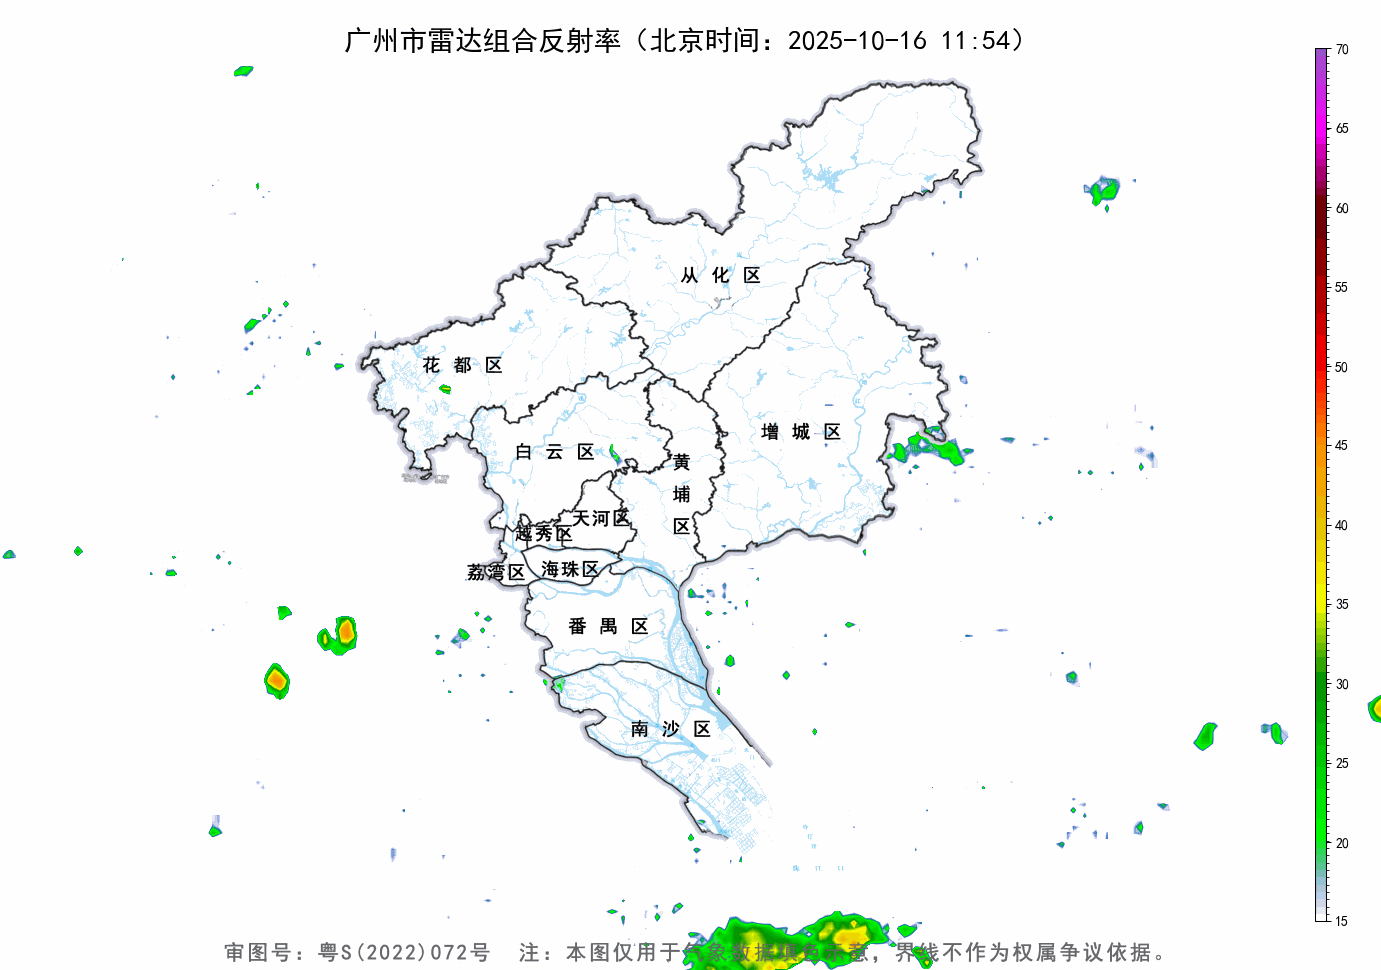 广州市雷达组合反射率（北京时间：2025-10-16 11:54）
70
65
60
55
50
45
40
35
30
25
20
15
从化区
花都区
增城区
白云区
黄埔区
天河区
越秀区
荔湾区
海珠区
番禺区
南沙区
审图号：粤S(2022)072号 注：本图仅用于气象数据填色示意，界线不作为权属争议依据。